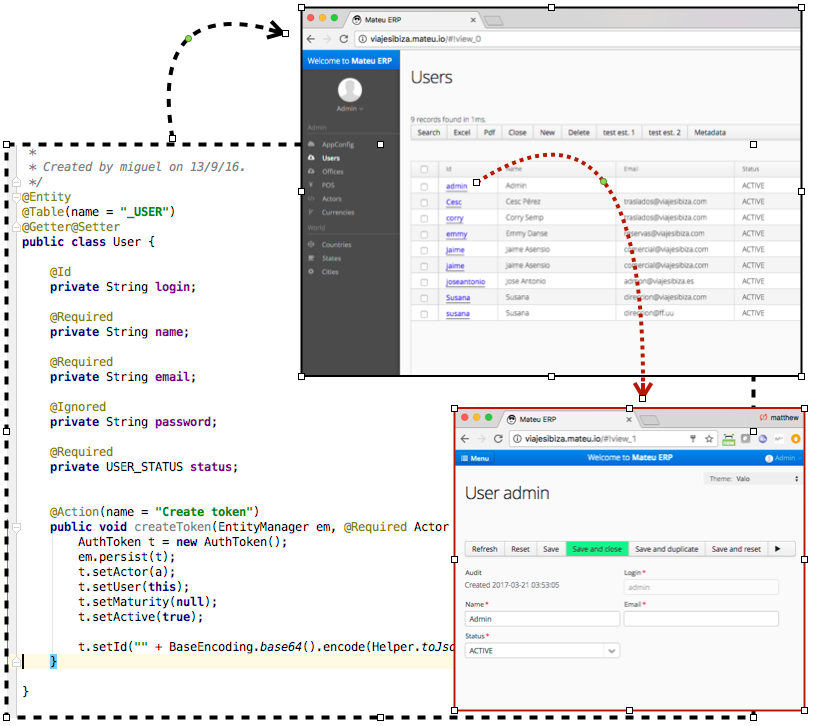 *
* Created by miguel on 13/9/16.
*/
@Entity
@Table(name = "_USER")
@Getter@Setter
public class User {
@Id
private String login;
@Required
private String name;
@Required
private String email;
@Ignored
private String password;
@Required
private USER_STATUS status;
@Action(name = "Create token")
public void createToken(EntityManager em, @Required Actor
AuthToken t = new AuthToken();
em.persist(t);
t.setActor(a);
t.setUser(this);
t.setMaturity(null);
t.setActive(true);
t.setId("" + BaseEncoding.base64().encode(Helper.toJso
}
}
Mateu ERP
viajesibiza.mateu.io/#!view_0
Welcome to Mateu ERP
Admin
Admin
AppConfig
Users
Offices
POS
Actors
Currencies
World
Countries
States
Cities
Users
9 records found in 1ms.
Search Excel Pdf Close New Delete test est. 1 test est. 2 Metadata
Id Name Email Status
admin Admin ACTIVE
Cesc Cesc Pérez traslados@viajesibiza.com ACTIVE
corry Corry Semp traslados@viajesibiza.com ACTIVE
emmy Emmy Danse reservas@viajesibiza.com ACTIVE
Jaime Jaime Asensio comercial@viajesibiza.com ACTIVE
Jaime Jaime Asensio comercial@viajesibiza.com ACTIVE
joseantonio Jose Antonio admon@viajesibiza.es ACTIVE
Susana Susana direccion@viajesibiza.com ACTIVE
susana Susana direccion@ff.uu ACTIVE
Mateu ERP
matthew
viajesibiza.mateu.io/#!view_1
Menu Welcome to Mateu ERP Admin
Theme: Valo
User admin
Refresh Reset Save Save and close Save and duplicate Save and reset
Audit Login *
Created 2017-03-21 03:53:05 admin
Name * Email *
Admin
Status *
ACTIVE